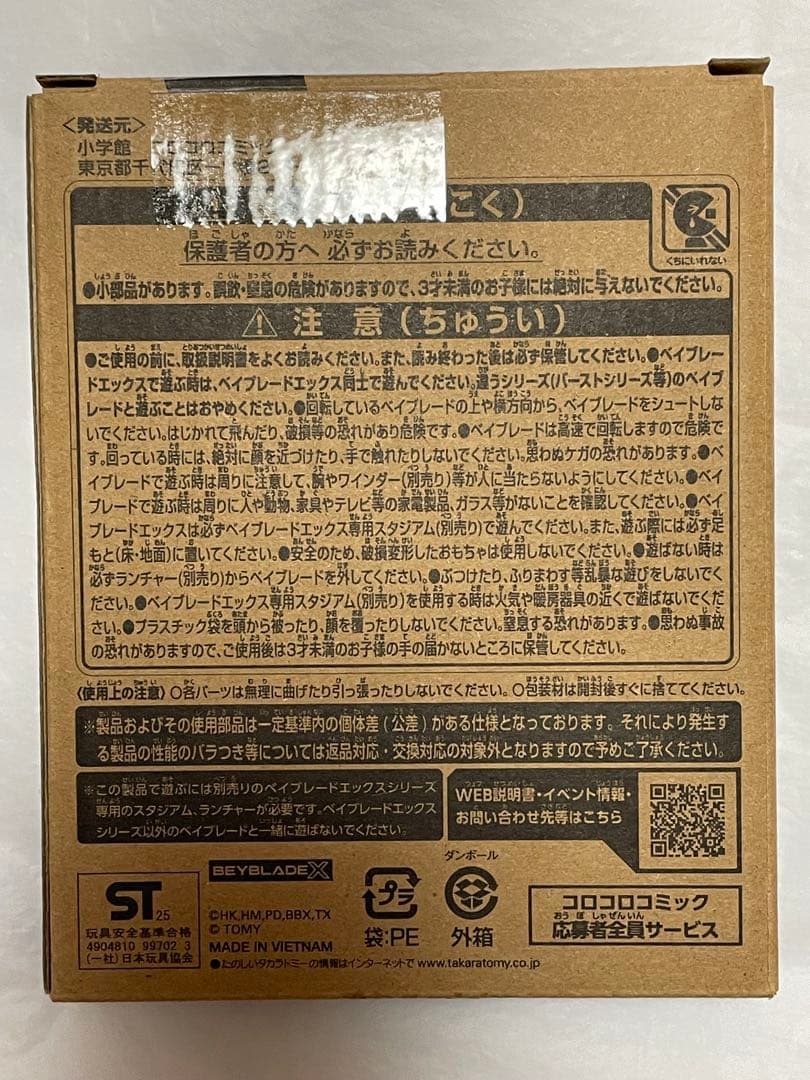 <発送元>
小学館 コロコロコミック
東京都千代田区一
こく)
保護者の方へ 必ずお読みください。
くちにいれない
●小部品があります。誤飲・窒息の危険がありますので、3才未満のお子様には絶対に与えないでください。
⚠注 意(ちゅうい)
●ご使用の前に、取扱説明書をよくお読みください。また、読み終わった後は必ず保管してください。●ベイブレー
ドエックスで遊ぶ時は、ベイブレードエックス同士で遊んでください。違うシリーズ(バーストシリーズ等)のベイブ
レードと遊ぶことはおやめください。●回転しているベイブレードの上や横方向から、ベイブレードをシュートしな
いでください。はじかれて飛んだり、破損等の恐れがあり危険です。●ベイブレードは高速で回転しますので危険で
す。回っている時には、絶対に顔を近づけたり、手で触れたりしないでください。思わぬケガの恐れがあります。●ベ
イブレードで遊ぶ時は周りに注意して、腕やワインダー(別売り)等が人に当たらないようにしてください。●ベイブ
レードで遊ぶ時は周りに人や動物、家具やテレビ等の家電製品、ガラス等がないことを確認してください。●ベイ
ブレードエックスは必ずベイブレードエックス専用スタジアム(別売り)で遊んでください。また、遊ぶ際には必ず足
もと(床・地面)に置いてください。●安全のため、破損変形したおもちゃは使用しないでください。●遊ばない時は
必ずランチャー(別売り)からベイブレードを外してください。●ぶつけたり、ふりまわす等乱暴な遊びをしないでく
ださい。●ベイブレードエックス専用スタジアム(別売り)を使用する時は火気や暖房器具の近くで遊ばないでくだ
さい。●プラスチック袋を頭から被ったり、顔を覆ったりしないでください。窒息する恐れがあります。●思わぬ事故
の恐れがありますので、ご使用後は3才未満のお子様の手の届かないところに保管してください。
〈使用上の注意〉○各パーツは無理に曲げたり引っ張ったりしないでください。○包装材は開封後すぐに捨ててください。
※製品およびその使用部品は一定基準内の個体差(公差)がある仕様となっております。それにより発生す
る製品の性能のバラつき等については返品対応・交換対応の対象外となりますので予めご了承ください。
※この製品で遊ぶには別売りのベイブレードエックスシリーズ
専用のスタジアム、ランチャーが必要です。ベイブレードエックス
シリーズ以外のベイブレードと一緒に遊ばないでください。
WEB説明書・イベント情報・
お問い合わせ先等はこちら
ST 25
玩具安全基準合格
4904810 99702 3
(一社)日本玩具協会
BEYBLADE X
©HK,HM,PD,BBX,TX
© TOMY
MADE IN VIETNAM
●たのしいタカラトミーの情報はインターネットで www.takaratomy.co.jp
プラ
袋:PE
ダンボール
外箱
コロコロコミック
応募者全員サービス